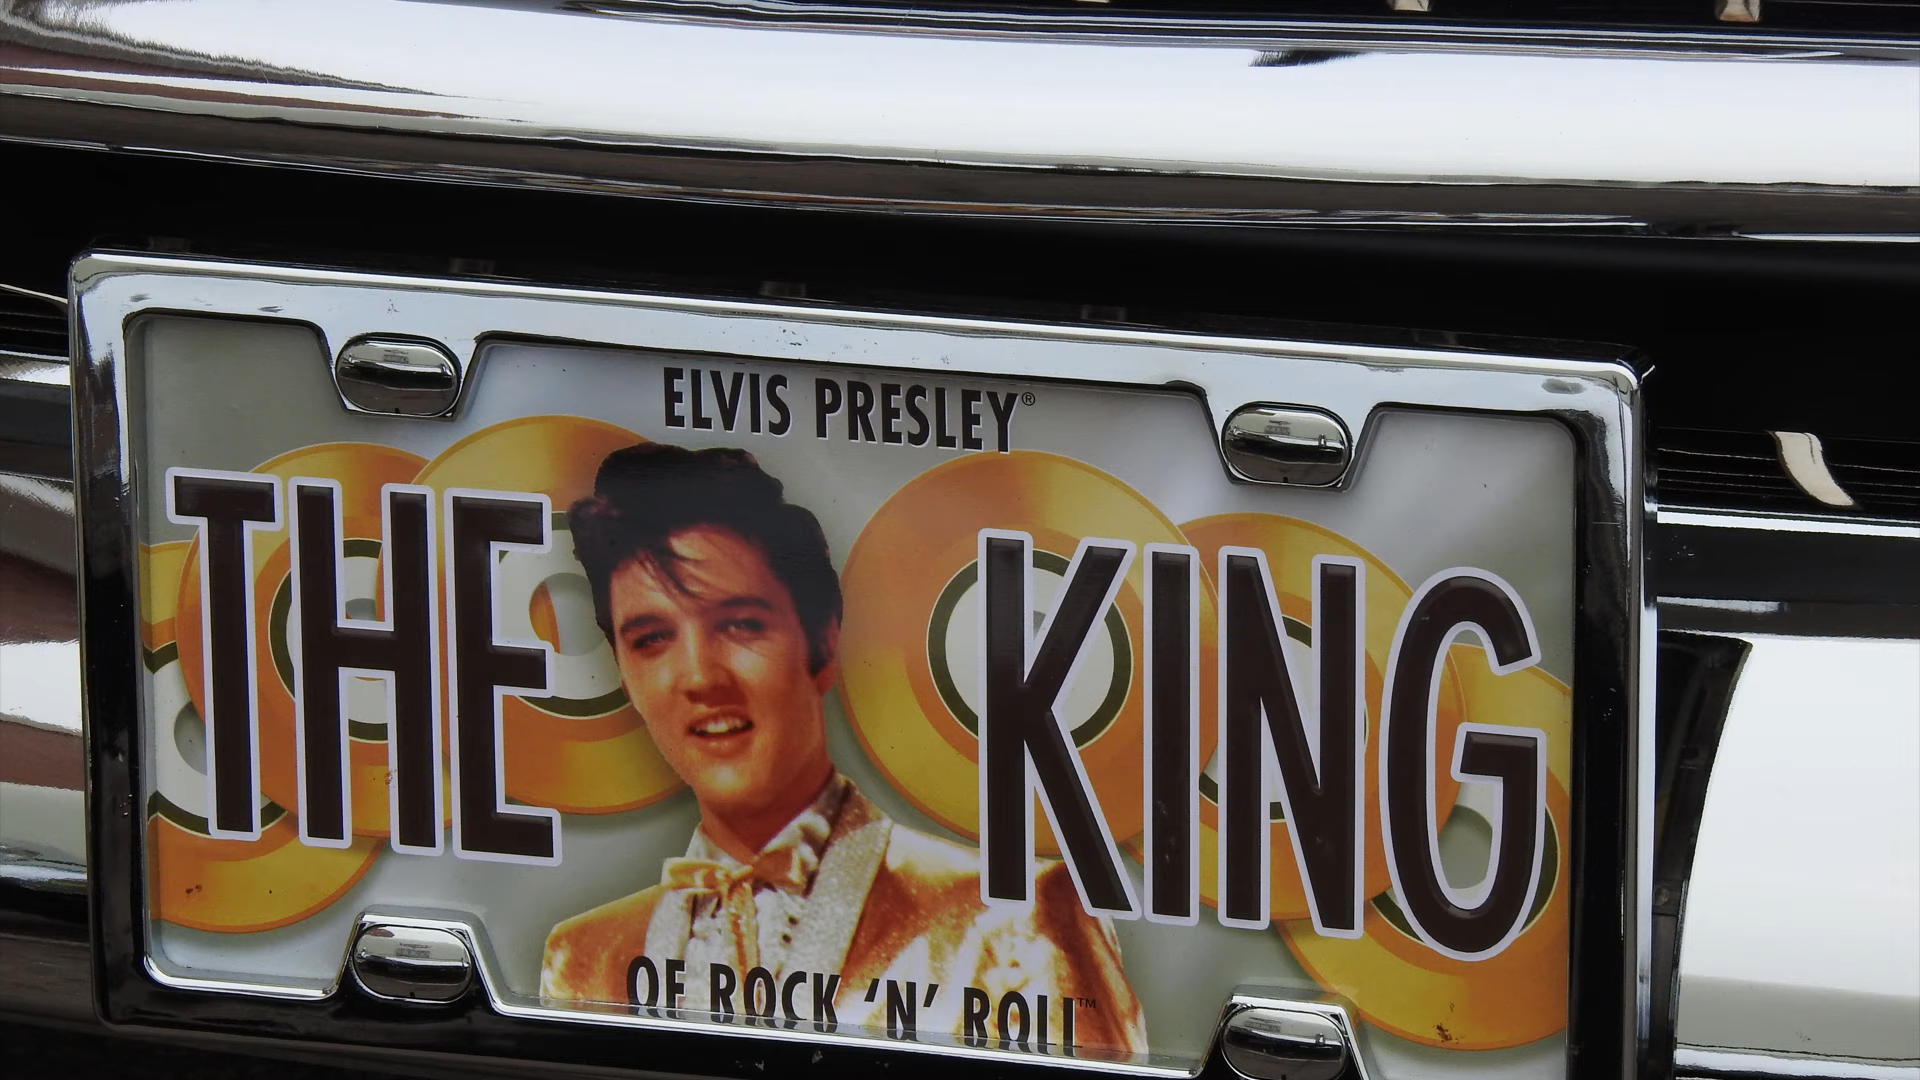 ELVIS PRESLEY®
THE KING
OF ROCK ‘N’ ROLL™